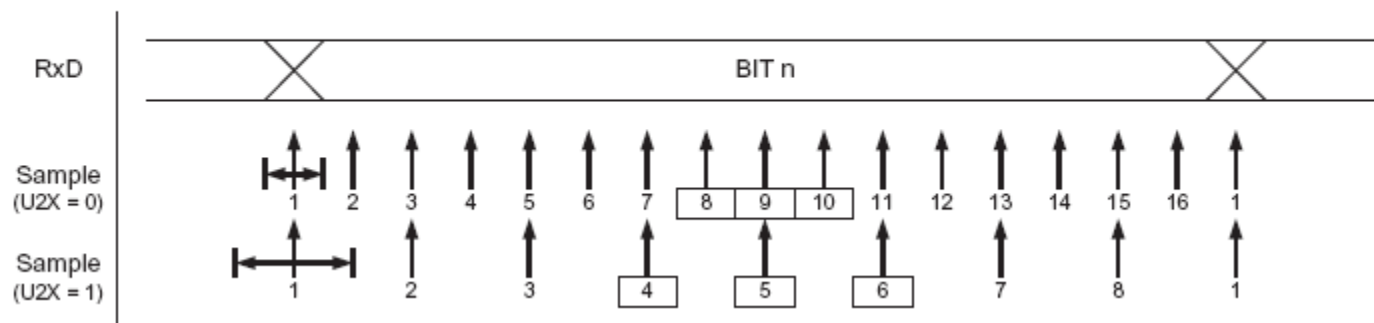 RxD BIT n
Sample
(U2X = 0)
1 2 3 4 5 6 7 8 9 10 11 12 13 14 15 16 1
Sample
(U2X = 1)
1 2 3 4 5 6 7 8 1